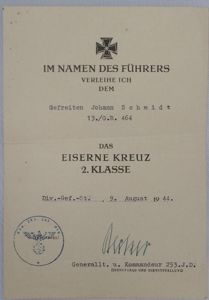 IM NAMEN DES FÜHRERS
VERLEIHE ICH
DEM
Gefreiten Johann Schmidt
13./G.R. 464
DAS
EISERNE KREUZ
2. KLASSE
Div.-Gef.-St., 9. August 19 44.
Generallt. u. Kommandeur 253.I.D.